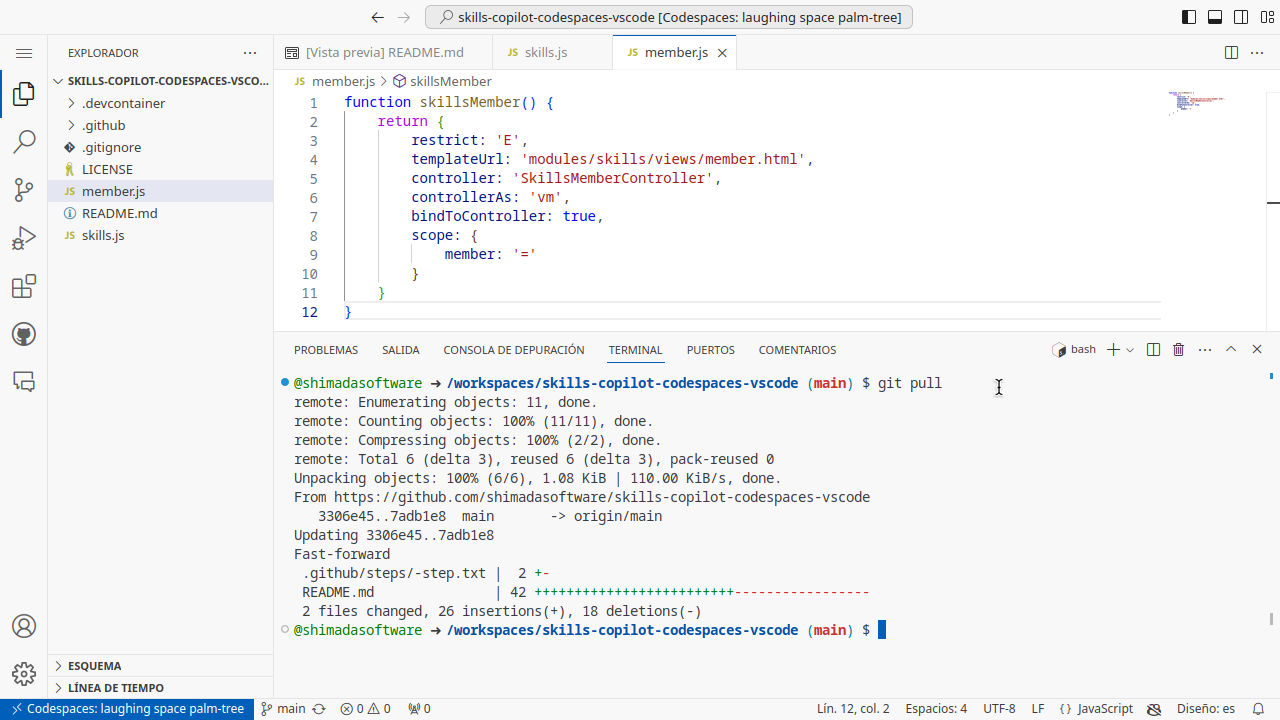 skills-copilot-codespaces-vscode [Codespaces: laughing space palm-tree]
EXPLORADOR
SKILLS-COPILOT-CODESPACES-VSCO...
.devcontainer
.github
.gitignore
LICENSE
JS member.js
README.md
JS skills.js
ESQUEMA
LÍNEA DE TIEMPO
[Vista previa] README.md
JS skills.js
JS member.js
JS member.js > skillsMember
1 function skillsMember() {
2 return {
3 restrict: 'E',
4 templateUrl: 'modules/skills/views/member.html',
5 controller: 'SkillsMemberController',
6 controllerAs: 'vm',
7 bindToController: true,
8 scope: {
9 member: '='
10 }
11 }
12 }
PROBLEMAS SALIDA CONSOLA DE DEPURACIÓN TERMINAL PUERTOS COMENTARIOS
bash
@shimadasoftware ➜ /workspaces/skills-copilot-codespaces-vscode (main) $ git pull
remote: Enumerating objects: 11, done.
remote: Counting objects: 100% (11/11), done.
remote: Compressing objects: 100% (2/2), done.
remote: Total 6 (delta 3), reused 6 (delta 3), pack-reused 0
Unpacking objects: 100% (6/6), 1.08 KiB | 110.00 KiB/s, done.
From https://github.com/shimadasoftware/skills-copilot-codespaces-vscode
3306e45..7adb1e8 main -> origin/main
Updating 3306e45..7adb1e8
Fast-forward
.github/steps/-step.txt | 2 +-
README.md | 42 +++++++++++++++++++++++++-----------------
2 files changed, 26 insertions(+), 18 deletions(-)
@shimadasoftware ➜ /workspaces/skills-copilot-codespaces-vscode (main) $
Codespaces: laughing space palm-tree main 0 0 0 Lín. 12, col. 2 Espacios: 4 UTF-8 LF { } JavaScript Diseño: es